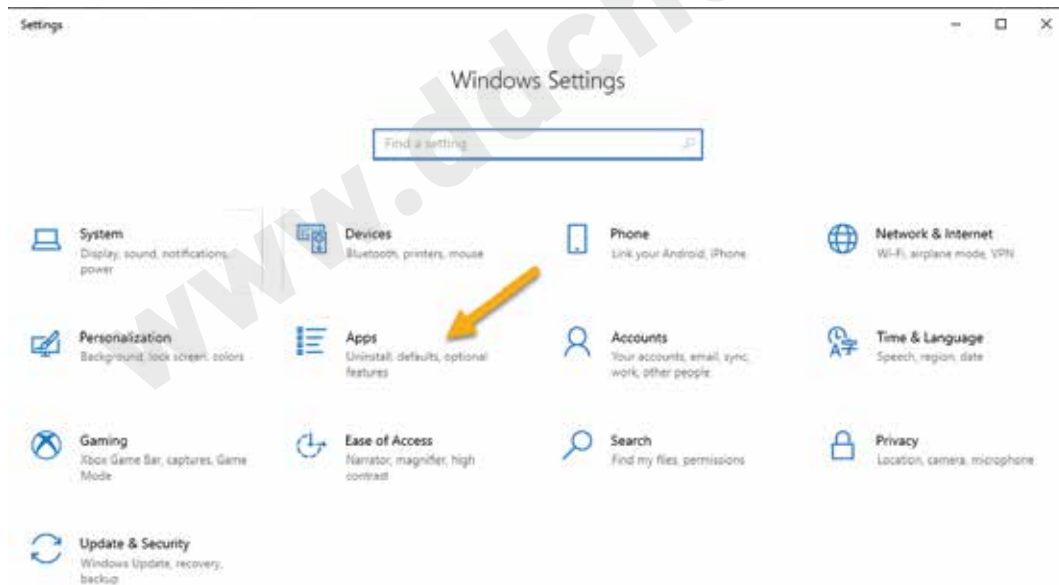 Settings
Windows Settings
Find a setting
System
Display, sound, notifications,
power
Devices
Bluetooth, printers, mouse
Phone
Link your Android, iPhone
Network & Internet
Wi-Fi, airplane mode, VPN
Personalization
Background, lock screen, colors
Apps
Uninstall, defaults, optional
features
Accounts
Your accounts, email, sync,
work, other people
Time & Language
Speech, region, date
Gaming
Xbox Game Bar, captures, Game
Mode
Ease of Access
Narrator, magnifier, high
contrast
Search
Find my files, permissions
Privacy
Location, camera, microphone
Update & Security
Windows Update, recovery,
backup